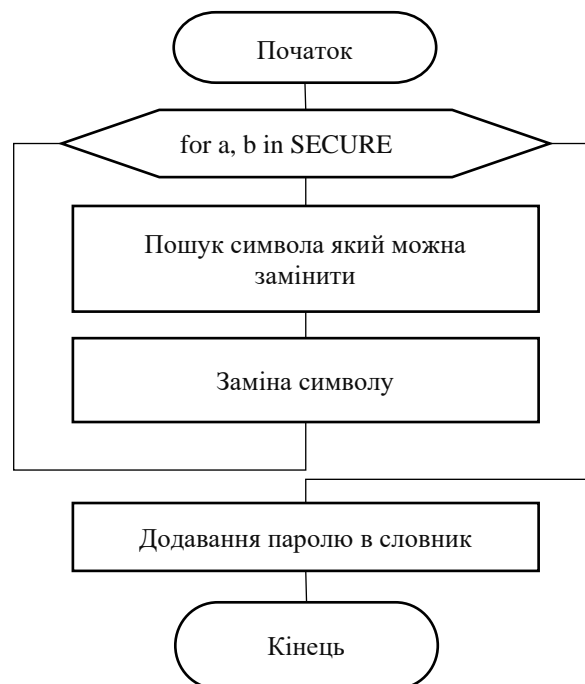 Початок
for a, b in SECURE
Пошук символа який можна
замінити
Заміна символу
Додавання паролю в словник
Кінець